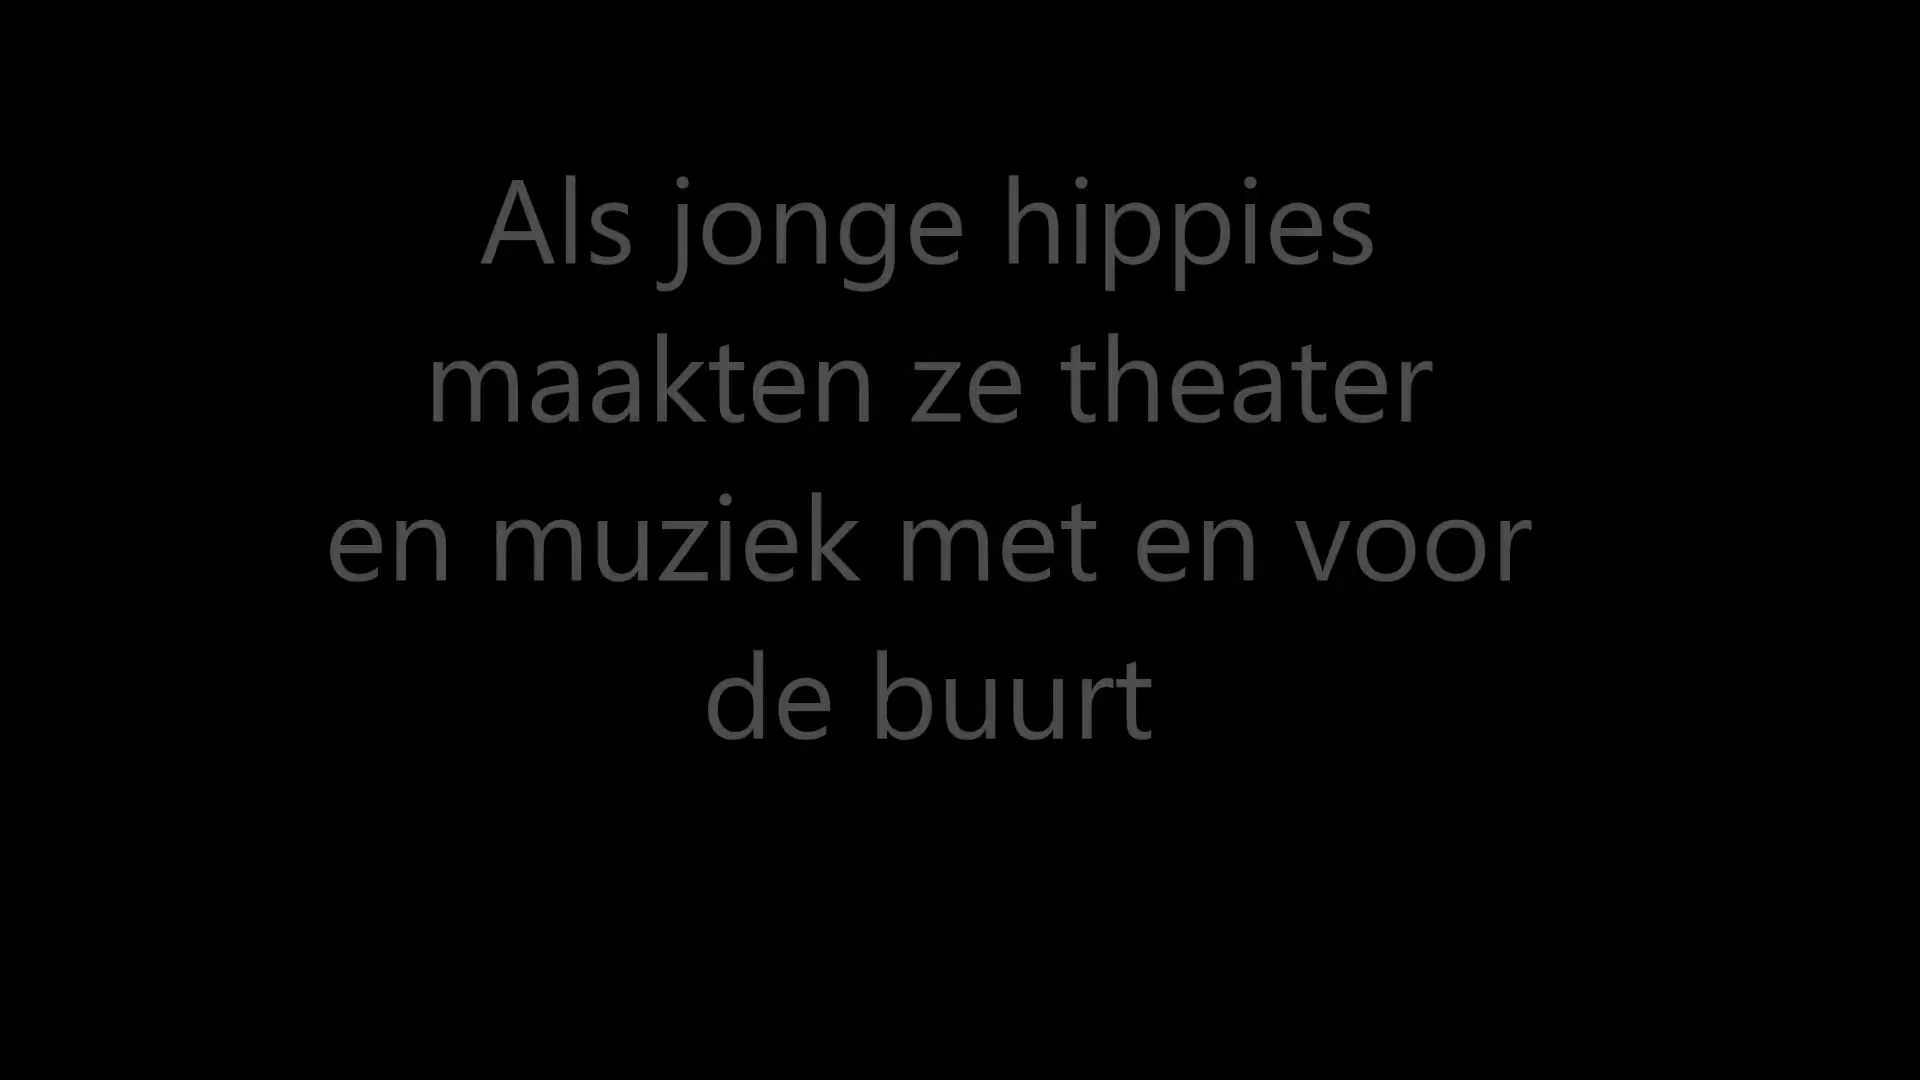 Als jonge hippies
maakten ze theater
en muziek met en voor
de buurt